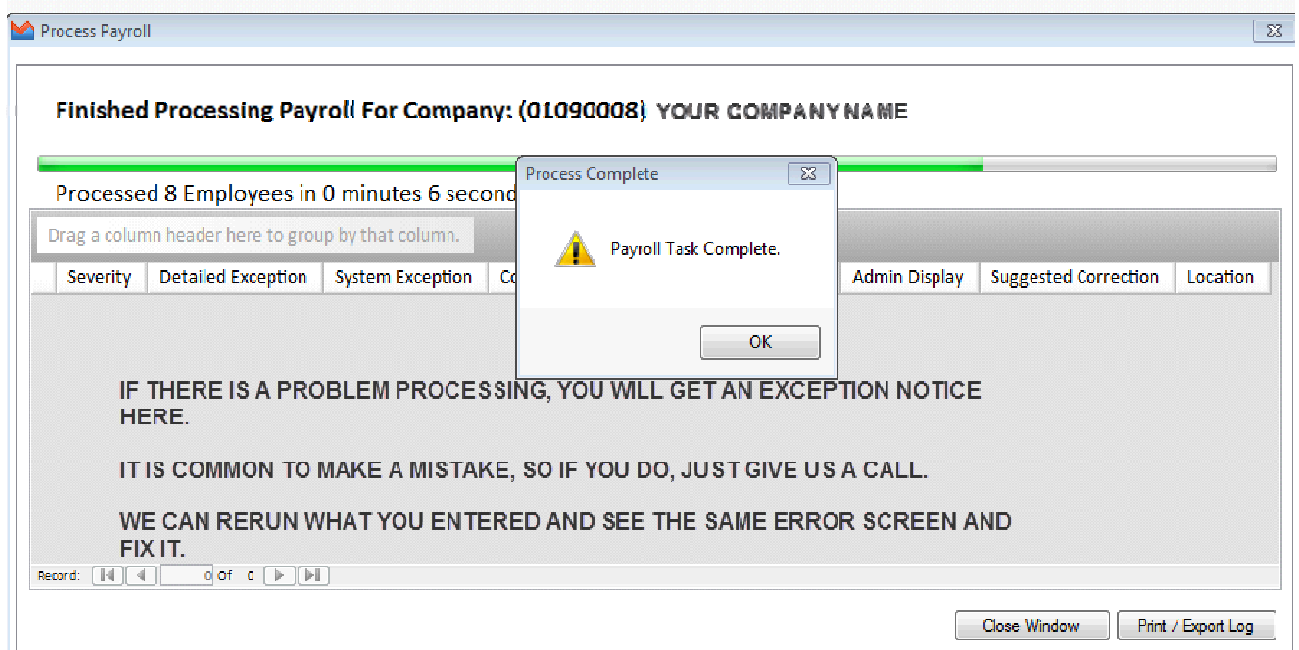 Process Payroll
Finished Processing Payroll For Company: (01090008) YOUR COMPANY NAME
Processed 8 Employees in 0 minutes 6 second
Process Complete
Payroll Task Complete.
OK
Drag a column header here to group by that column.
Severity Detailed Exception System Exception Co Admin Display Suggested Correction Location
IF THERE IS A PROBLEM PROCESSING, YOU WILL GET AN EXCEPTION NOTICE
HERE.
IT IS COMMON TO MAKE A MISTAKE, SO IF YOU DO, JUST GIVE US A CALL.
WE CAN RERUN WHAT YOU ENTERED AND SEE THE SAME ERROR SCREEN AND
FIX IT.
Record: 0 Of 0
Close Window Print / Export Log